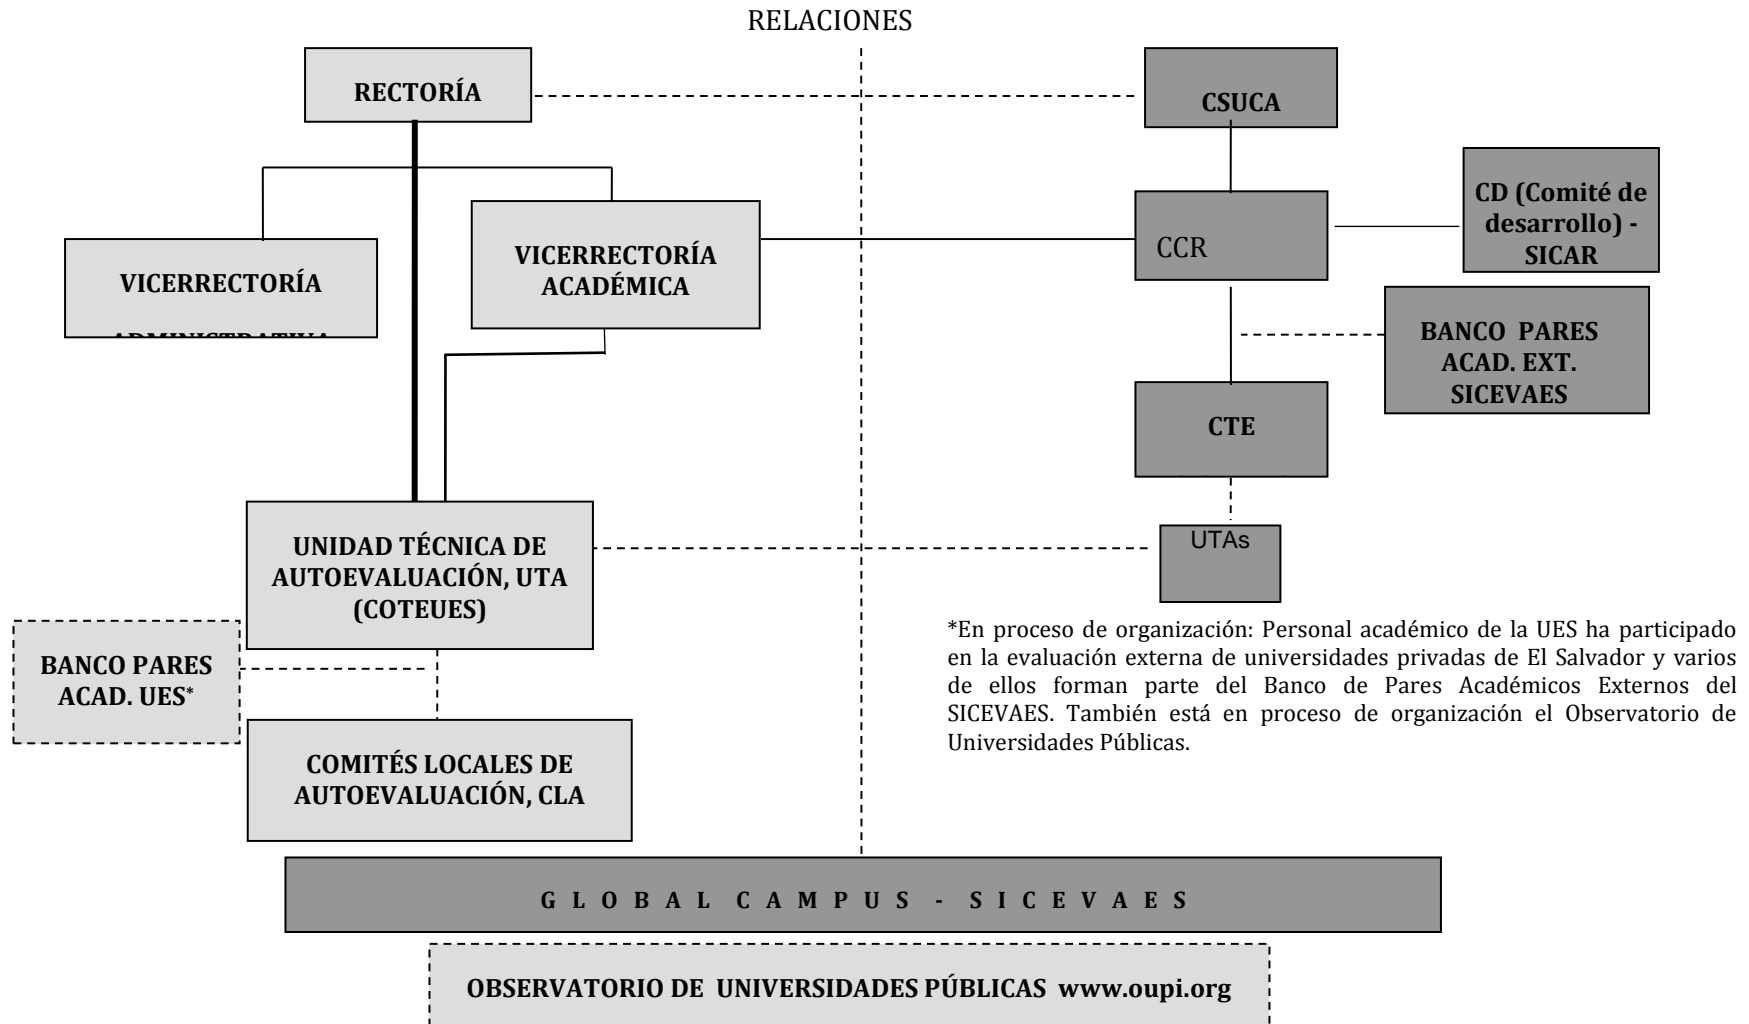 RELACIONES
RECTORÍA
CSUCA
CD (Comité de
desarrollo) -
SICAR
VICERRECTORÍA
VICERRECTORÍA
ACADÉMICA
CCR
BANCO PARES
ACAD. EXT.
SICEVAES
CTE
UNIDAD TÉCNICA DE
AUTOEVALUACIÓN, UTA
(COTEUES)
UTAs
BANCO PARES
ACAD. UES*
*En proceso de organización: Personal académico de la UES ha participado
en la evaluación externa de universidades privadas de El Salvador y varios
de ellos forman parte del Banco de Pares Académicos Externos del
SICEVAES. También está en proceso de organización el Observatorio de
Universidades Públicas.
COMITÉS LOCALES DE
AUTOEVALUACIÓN, CLA
G L O B A L C A M P U S - S I C E V A E S
OBSERVATORIO DE UNIVERSIDADES PÚBLICAS www.oupi.org